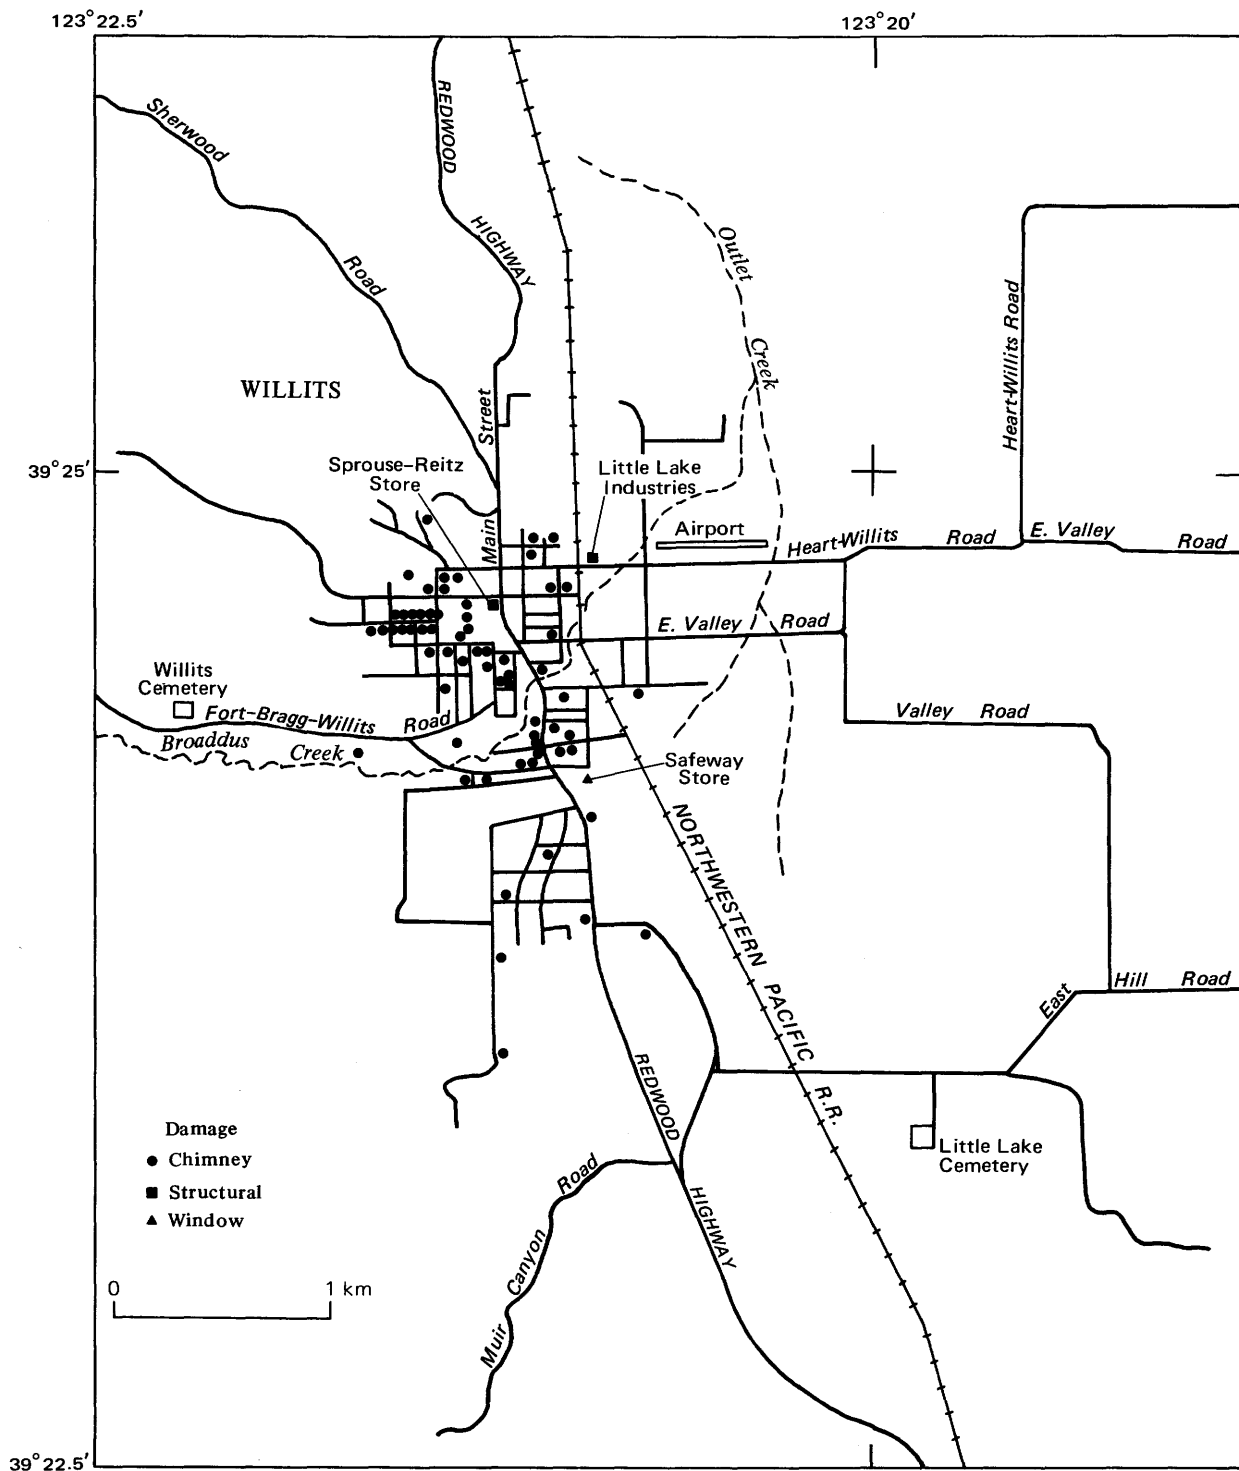 123°22.5′
123°20′
Sherwood
Road
REDWOOD
HIGHWAY
Outlet
Creek
Heart-Willits Road
WILLITS
Street
Main
39°25′
Sprouse-Reitz
Store
Little Lake
Industries
Airport
Heart-Willits Road
E. Valley Road
E. Valley Road
Willits
Cemetery
Fort-Bragg-Willits Road
Broaddus Creek
Valley Road
Safeway
Store
NORTHWESTERN PACIFIC R.R.
East Hill Road
REDWOOD
HIGHWAY
Little Lake
Cemetery
Muir Canyon Road
Damage
Chimney
Structural
Window
0 1 km
39°22.5′